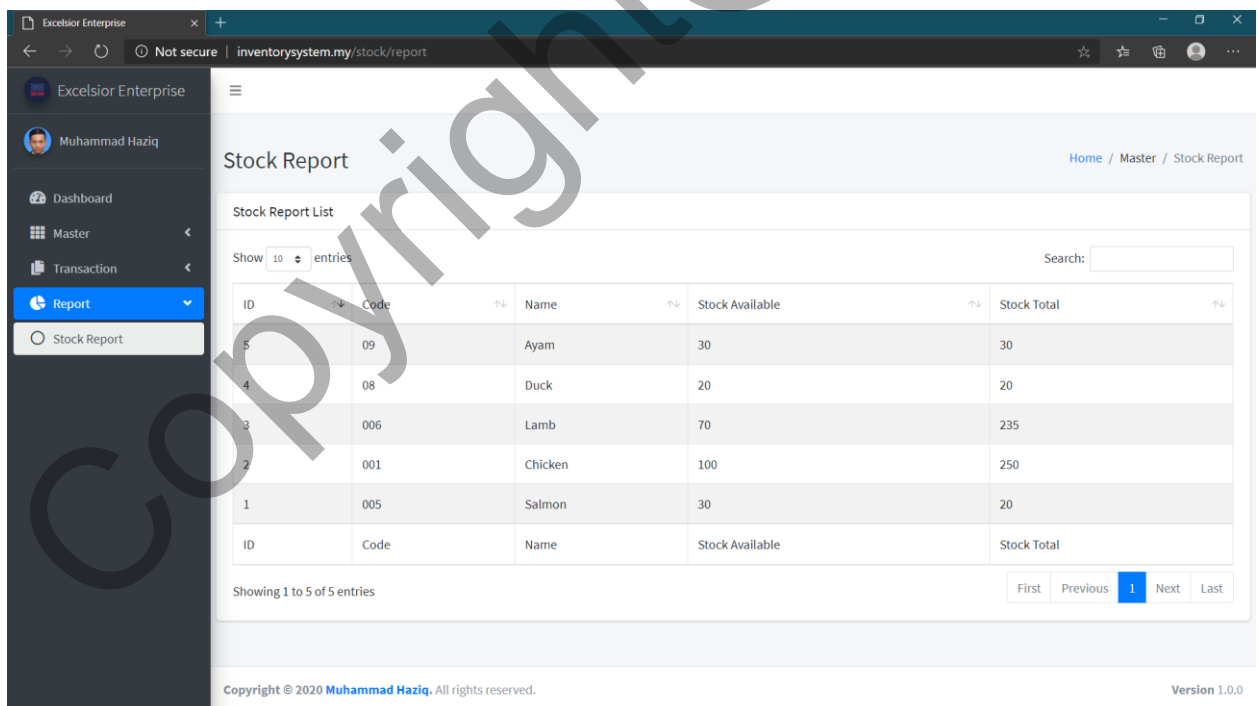 Excelsior Enterprise
Not secure | inventorysystem.my/stock/report
Excelsior Enterprise
Muhammad Haziq
Stock Report
Home / Master / Stock Report
Dashboard
Master
Transaction
Report
Stock Report
Stock Report List
Show 10 entries
Search:
ID Code Name Stock Available Stock Total
5 09 Ayam 30 30
4 08 Duck 20 20
3 006 Lamb 70 235
2 001 Chicken 100 250
1 005 Salmon 30 20
ID Code Name Stock Available Stock Total
Showing 1 to 5 of 5 entries
First Previous 1 Next Last
Copyright © 2020 Muhammad Haziq. All rights reserved.
Version 1.0.0
Copyright